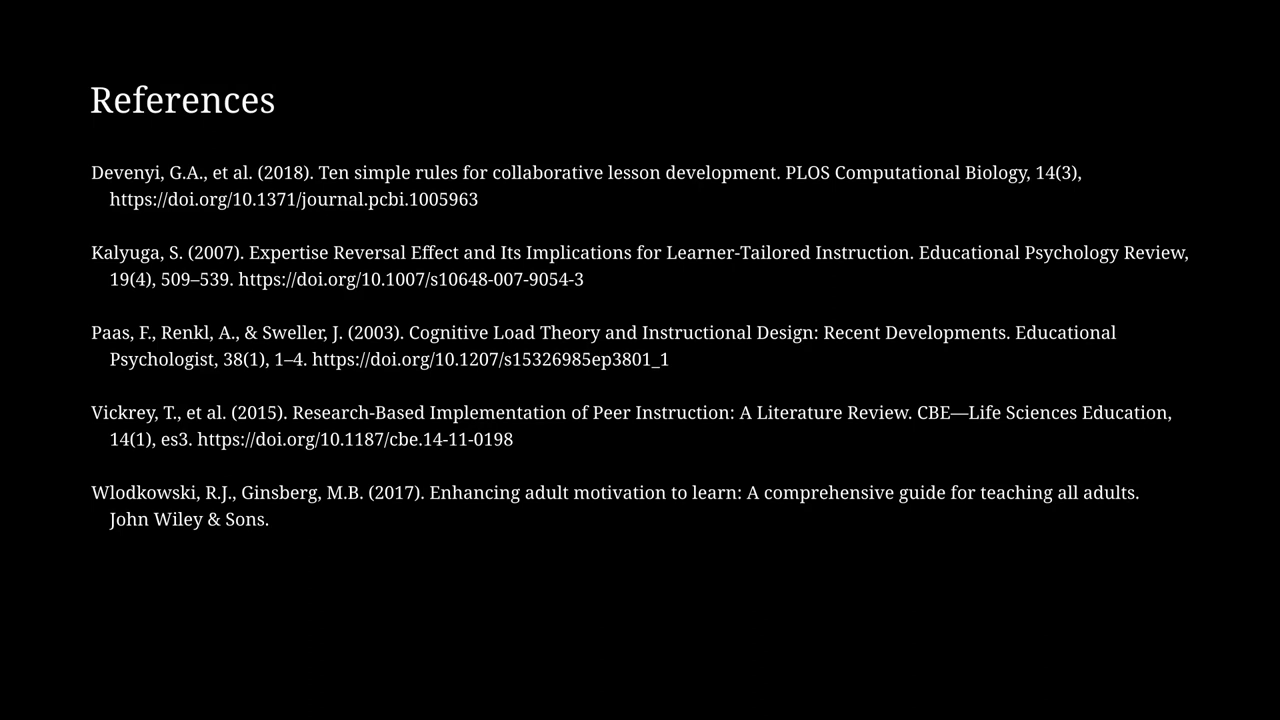 References
Devenyi, G.A., et al. (2018). Ten simple rules for collaborative lesson development. PLOS Computational Biology, 14(3),
https://doi.org/10.1371/journal.pcbi.1005963
Kalyuga, S. (2007). Expertise Reversal Effect and Its Implications for Learner-Tailored Instruction. Educational Psychology Review,
19(4), 509–539. https://doi.org/10.1007/s10648-007-9054-3
Paas, F., Renkl, A., & Sweller, J. (2003). Cognitive Load Theory and Instructional Design: Recent Developments. Educational
Psychologist, 38(1), 1–4. https://doi.org/10.1207/s15326985ep3801_1
Vickrey, T., et al. (2015). Research-Based Implementation of Peer Instruction: A Literature Review. CBE—Life Sciences Education,
14(1), es3. https://doi.org/10.1187/cbe.14-11-0198
Wlodkowski, R.J., Ginsberg, M.B. (2017). Enhancing adult motivation to learn: A comprehensive guide for teaching all adults.
John Wiley & Sons.